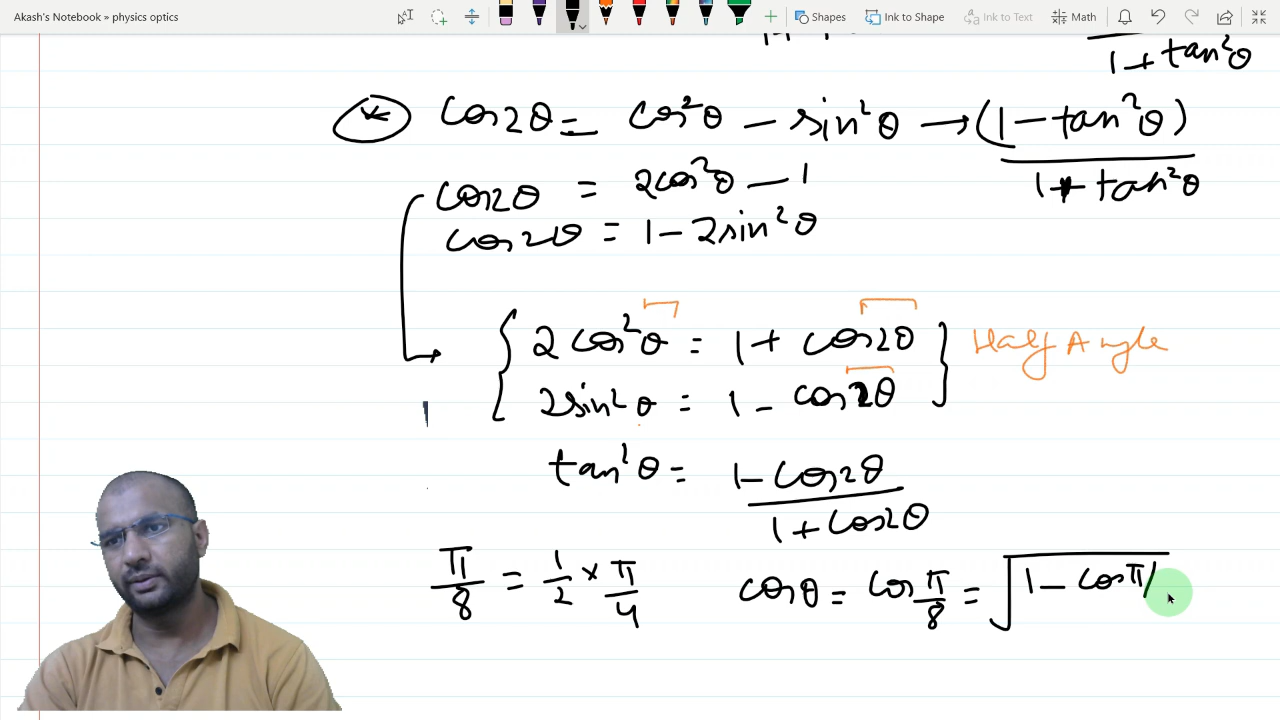 Akash's Notebook » physics optics
Shapes Ink to Shape Ink to Text Math
1 + tan²θ
* cos2θ = cos²θ – sin²θ → (1 – tan²θ) / 1 + tan²θ
cos2θ = 2cos²θ – 1
cos2θ = 1 – 2sin²θ
{ 2cos²θ = 1 + cos2θ } Half Angle
2sin²θ = 1 – cos2θ
tan²θ = 1 – cos2θ / 1 + cos2θ
π/8 = 1/2 × π/4 cosθ = cos π/8 = √1 – cosπ/